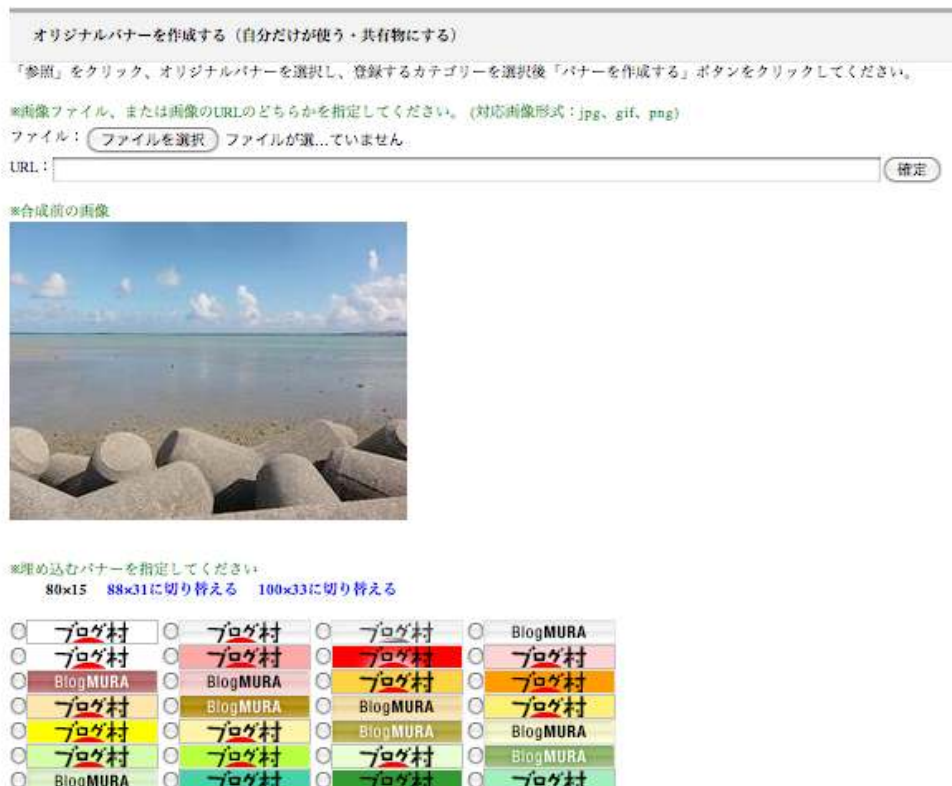 オリジナルバナーを作成する（自分だけが使う・共有物にする）
「参照」をクリック、オリジナルバナーを選択し、登録するカテゴリーを選択後「バナーを作成する」ボタンをクリックしてください。
※画像ファイル、または画像のURLのどちらかを指定してください。 (対応画像形式：jpg、gif、png)
ファイル： ファイルを選択 ファイルが選...ていません
URL： 確定
※合成前の画像
※埋め込むバナーを指定してください
80×15 88×31に切り替える 100×33に切り替える
ブログ村 ブログ村 ブログ村 BlogMURA
ブログ村 ブログ村 ブログ村 ブログ村
BlogMURA BlogMURA ブログ村 ブログ村
ブログ村 BlogMURA BlogMURA ブログ村
ブログ村 ブログ村 BlogMURA BlogMURA
ブログ村 ブログ村 ブログ村 BlogMURA
BlogMURA ブログ村 ブログ村 ブログ村